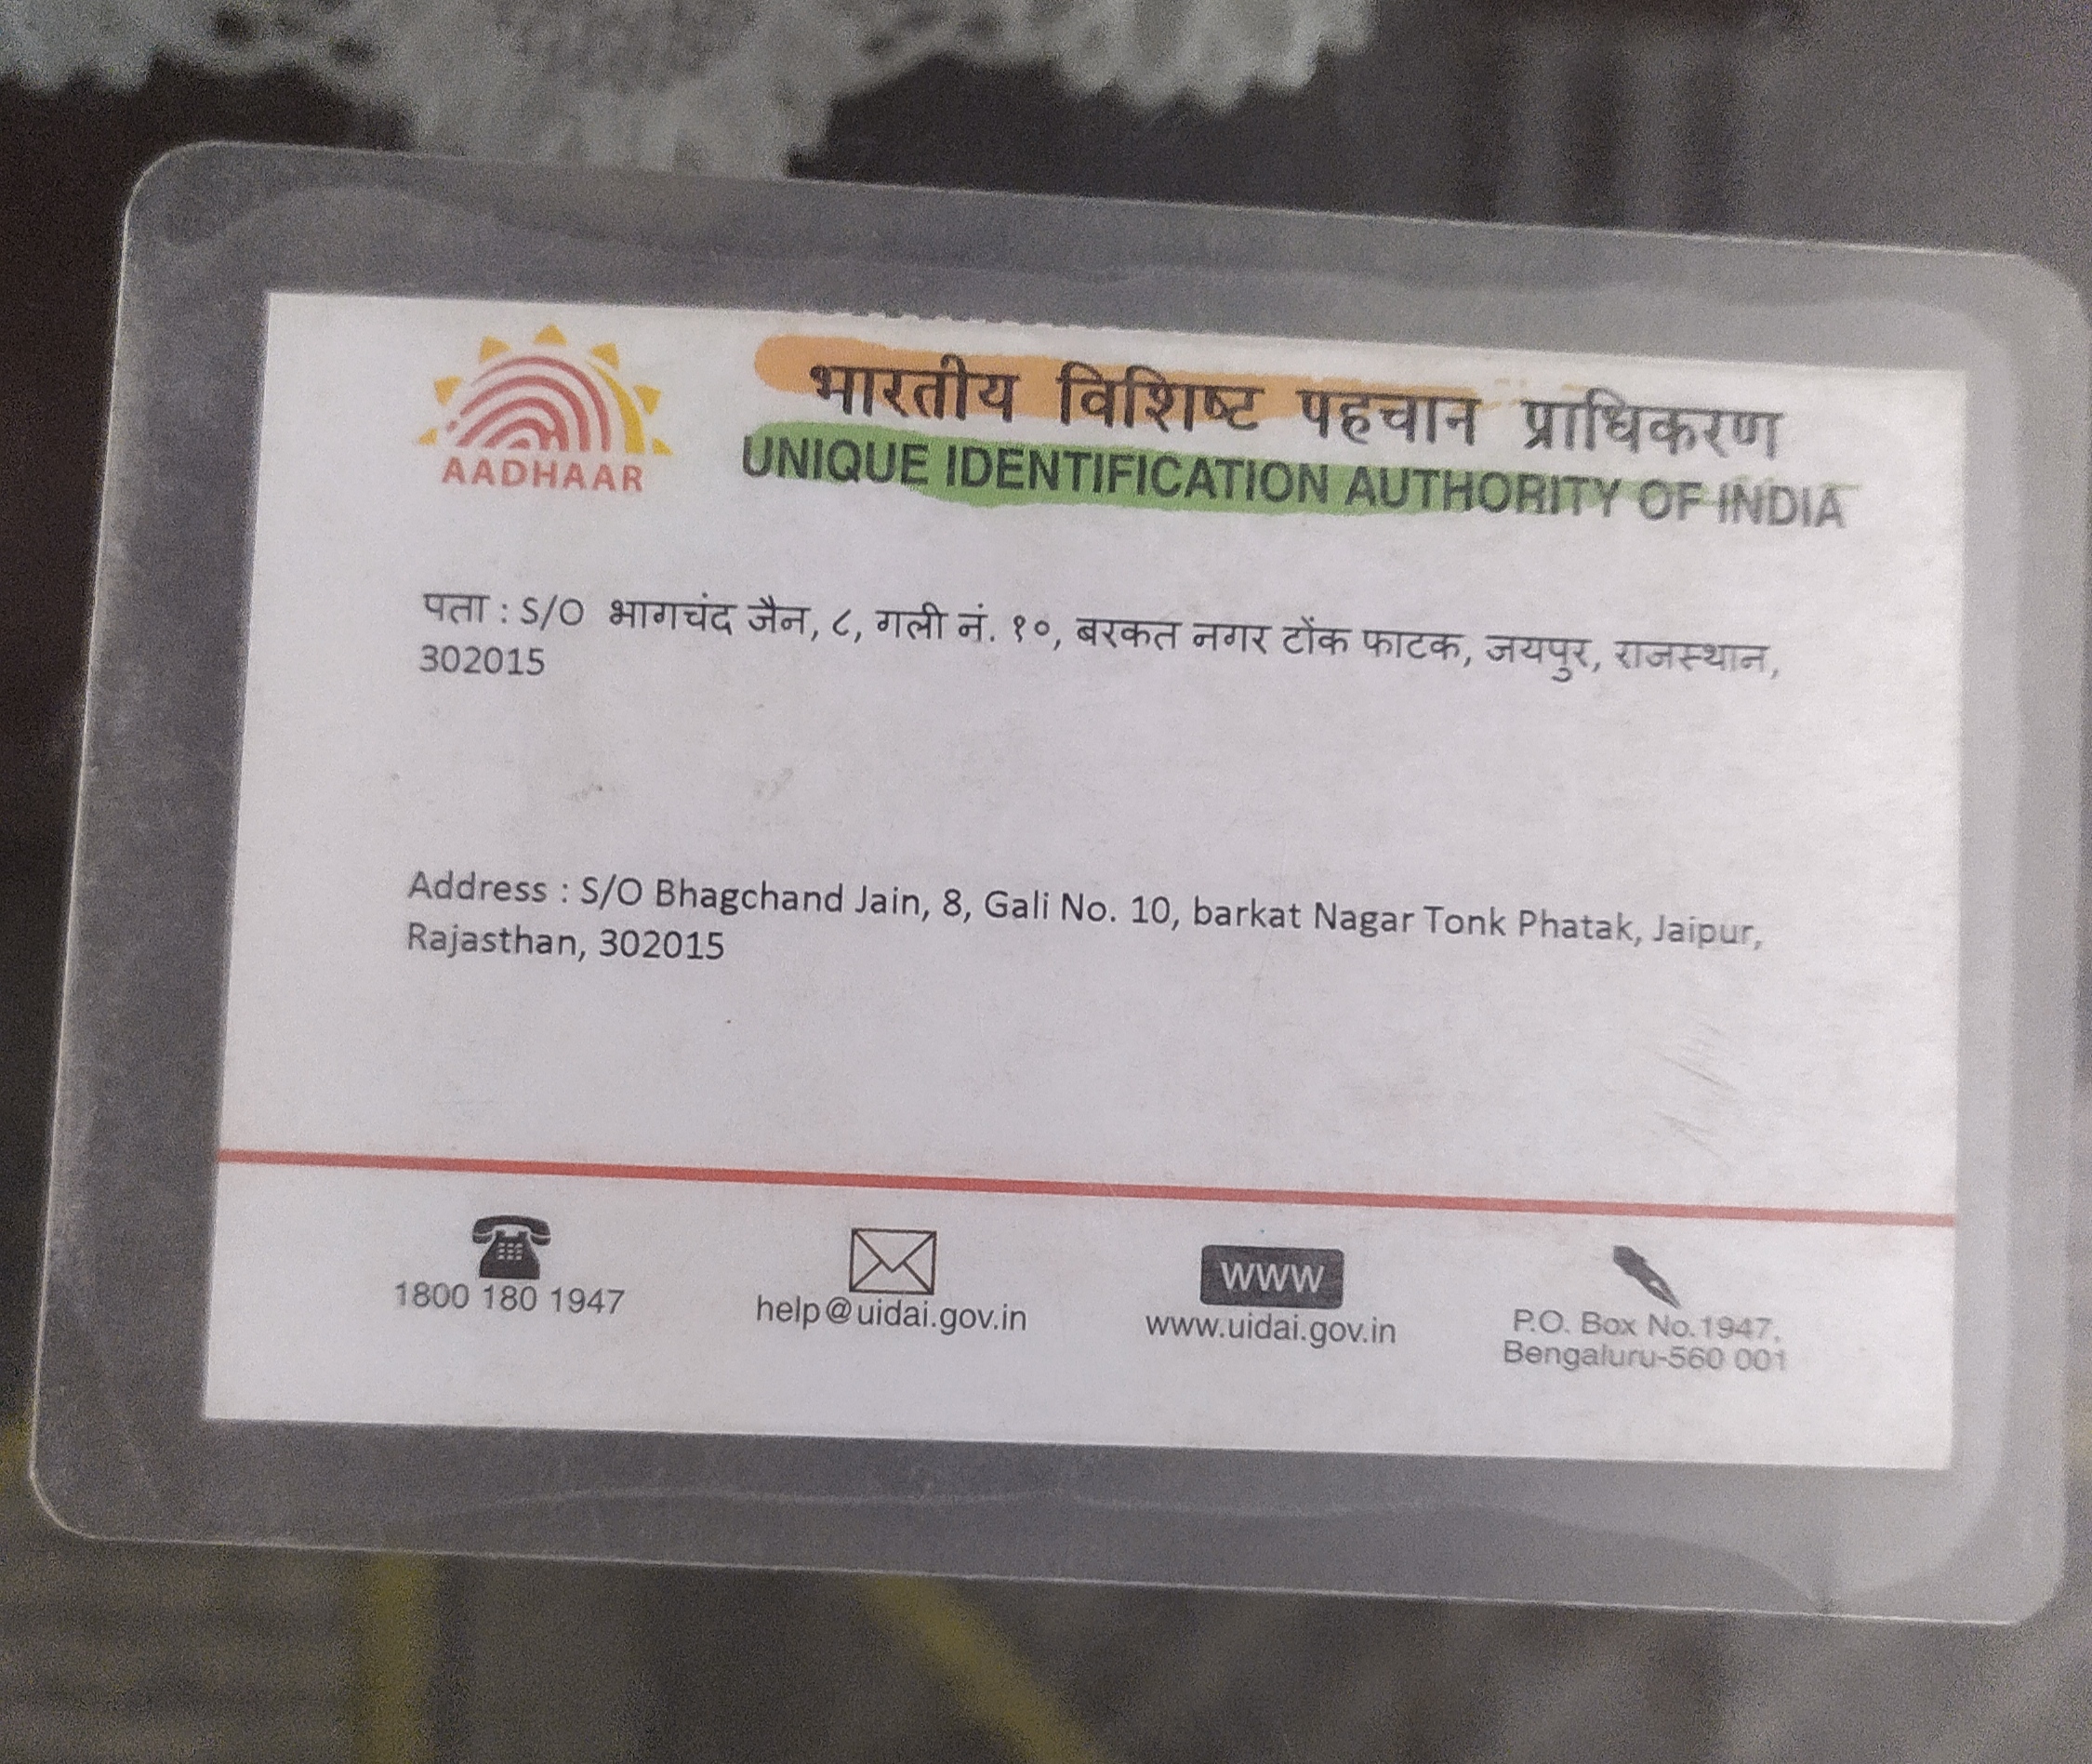 भारतीय विशिष्ट पहचान प्राधिकरण
AADHAAR
UNIQUE IDENTIFICATION AUTHORITY OF INDIA
पता : S/O भागचंद जैन, ८, गली नं. १०, बरकत नगर टोंक फाटक, जयपुर, राजस्थान,
302015
Address : S/O Bhagchand Jain, 8, Gali No. 10, barkat Nagar Tonk Phatak, Jaipur,
Rajasthan, 302015
1800 180 1947
help@uidai.gov.in
www
www.uidai.gov.in
P.O. Box No.1947,
Bengaluru-560 001